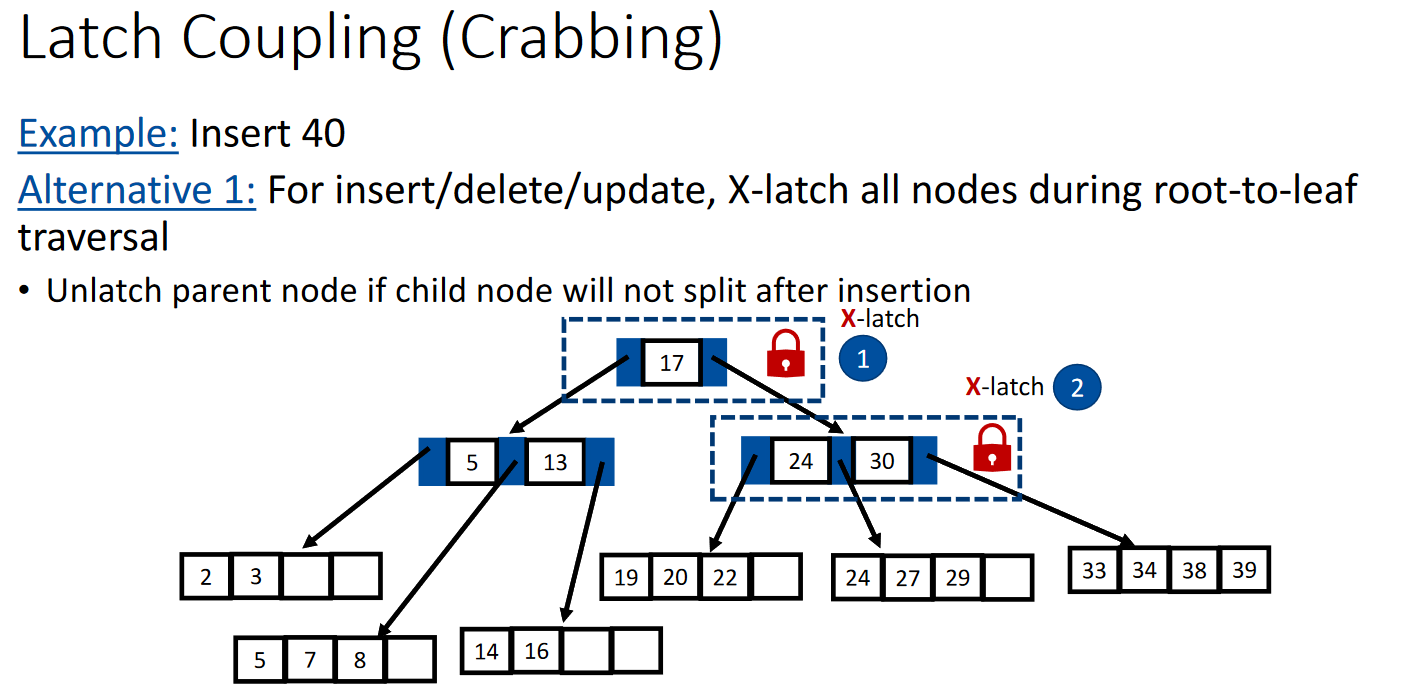 Latch Coupling (Crabbing)
Example: Insert 40
Alternative 1: For insert/delete/update, X-latch all nodes during root-to-leaf
traversal
• Unlatch parent node if child node will not split after insertion
X-latch
17
1
X-latch 2
5 13
24 30
2 3
19 20 22
24 27 29
33 34 38 39
5 7 8
14 16